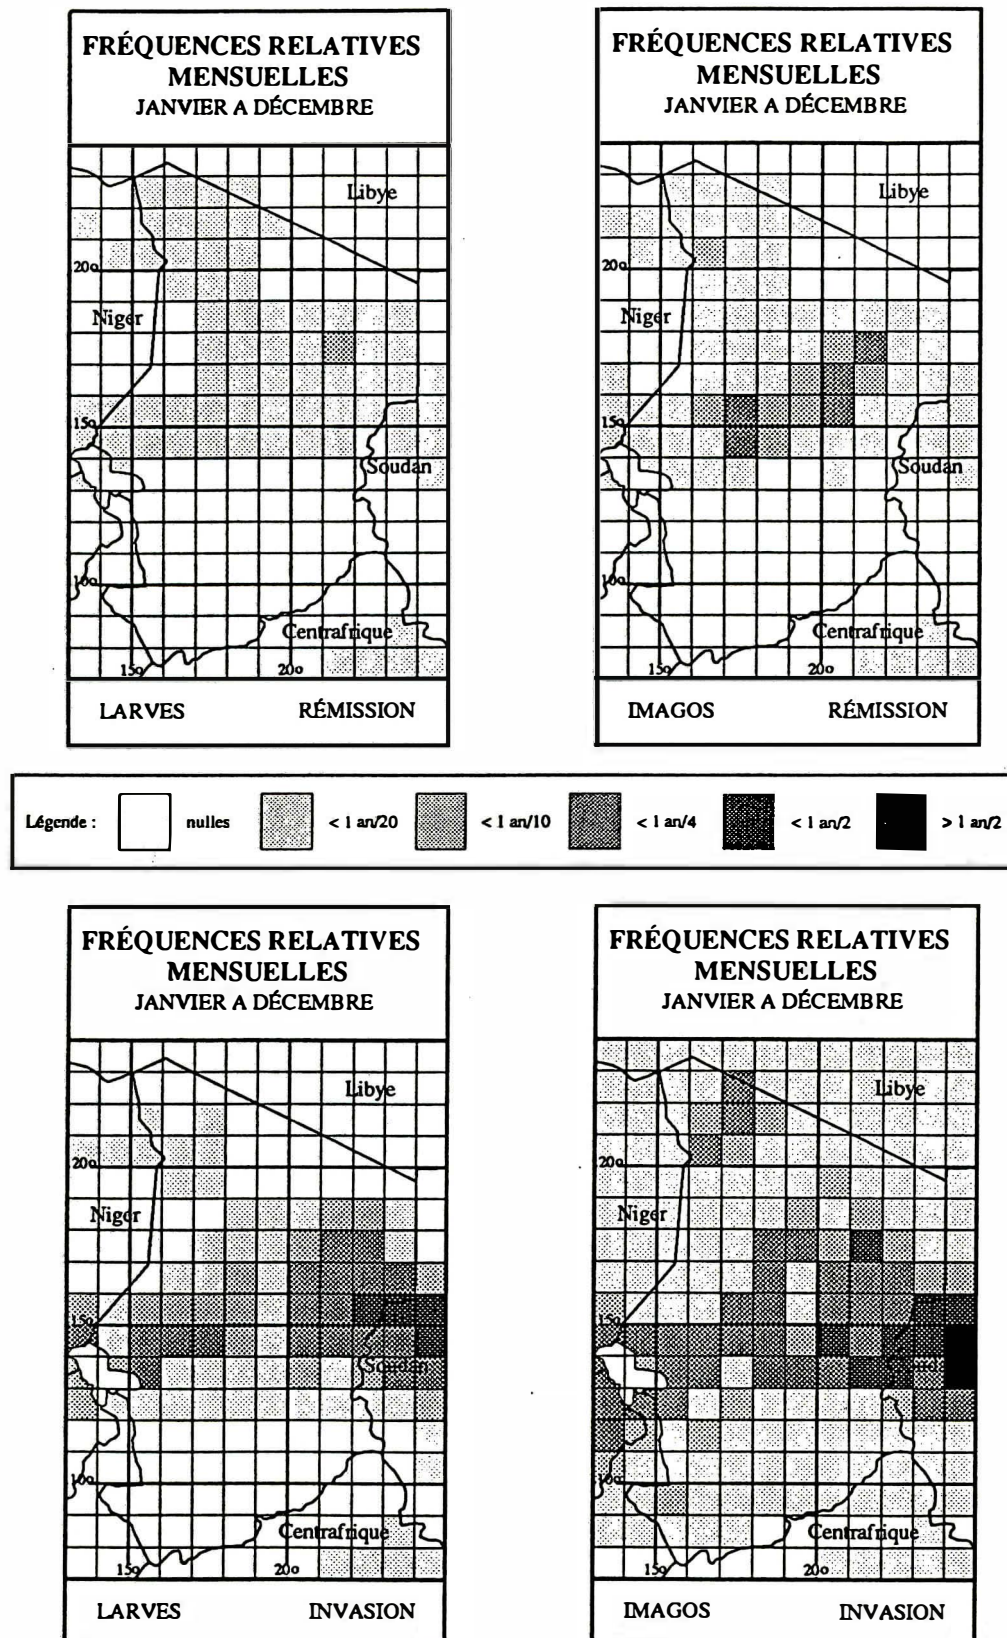 FRÉQUENCES RELATIVES
MENSUELLES
JANVIER A DÉCEMBRE
Libye
20o
Niger
15o
Soudan
10o
Centrafrique
15o
20o
LARVES RÉMISSION
FRÉQUENCES RELATIVES
MENSUELLES
JANVIER A DÉCEMBRE
Libye
20o
Niger
15o
Soudan
10o
Centrafrique
15o
20o
IMAGOS RÉMISSION
Légende : nulles < 1 an/20 < 1 an/10 < 1 an/4 < 1 an/2 > 1 an/2
FRÉQUENCES RELATIVES
MENSUELLES
JANVIER A DÉCEMBRE
Libye
20o
Niger
15o
Soudan
10o
Centrafrique
15o
20o
LARVES INVASION
FRÉQUENCES RELATIVES
MENSUELLES
JANVIER A DÉCEMBRE
Libye
20o
Niger
15o
10o
Centrafrique
15o
20o
IMAGOS INVASION